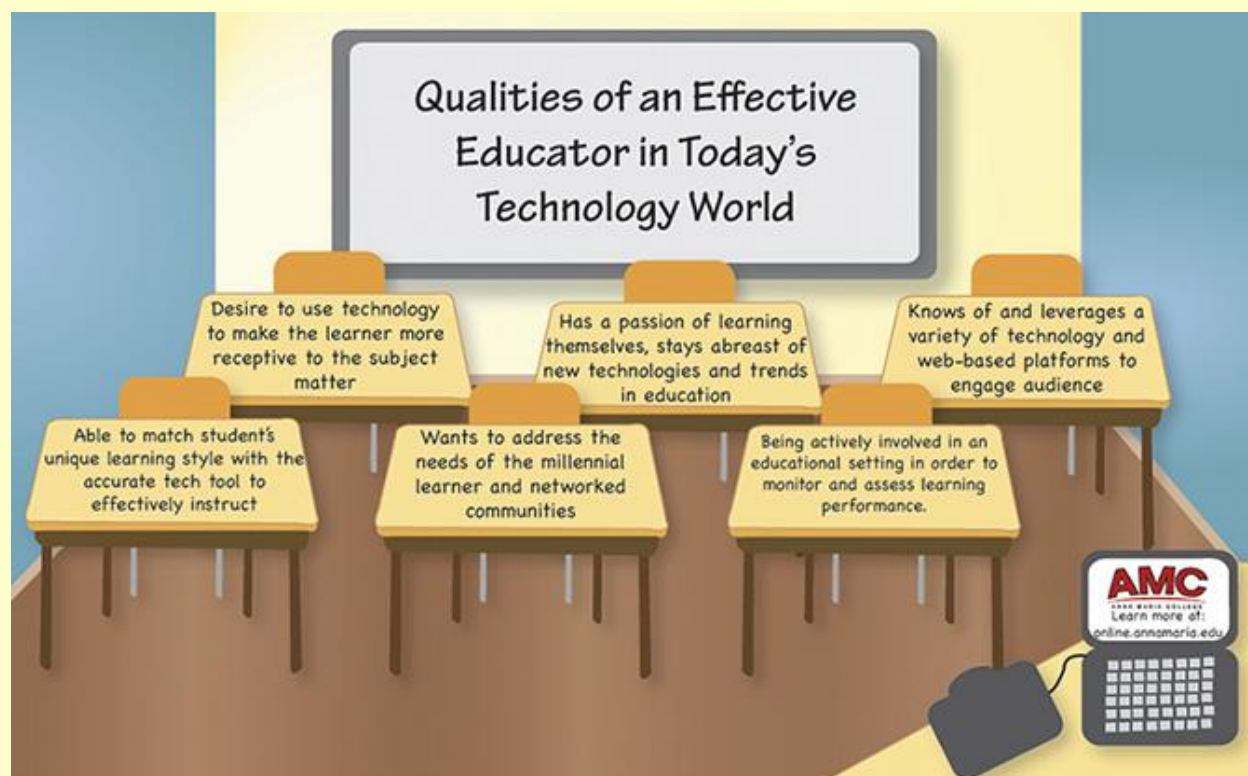 Qualities of an Effective
Educator in Today's
Technology World
Desire to use technology
to make the learner more
receptive to the subject
matter
Has a passion of learning
themselves, stays abreast of
new technologies and trends
in education
Knows of and leverages a
variety of technology and
web-based platforms to
engage audience
Able to match student's
unique learning style with the
accurate tech tool to
effectively instruct
Wants to address the
needs of the millennial
learner and networked
communities
Being actively involved in an
educational setting in order to
monitor and assess learning
performance.
AMC
ANNA MARIA COLLEGE
Learn more at:
online.annamaria.edu